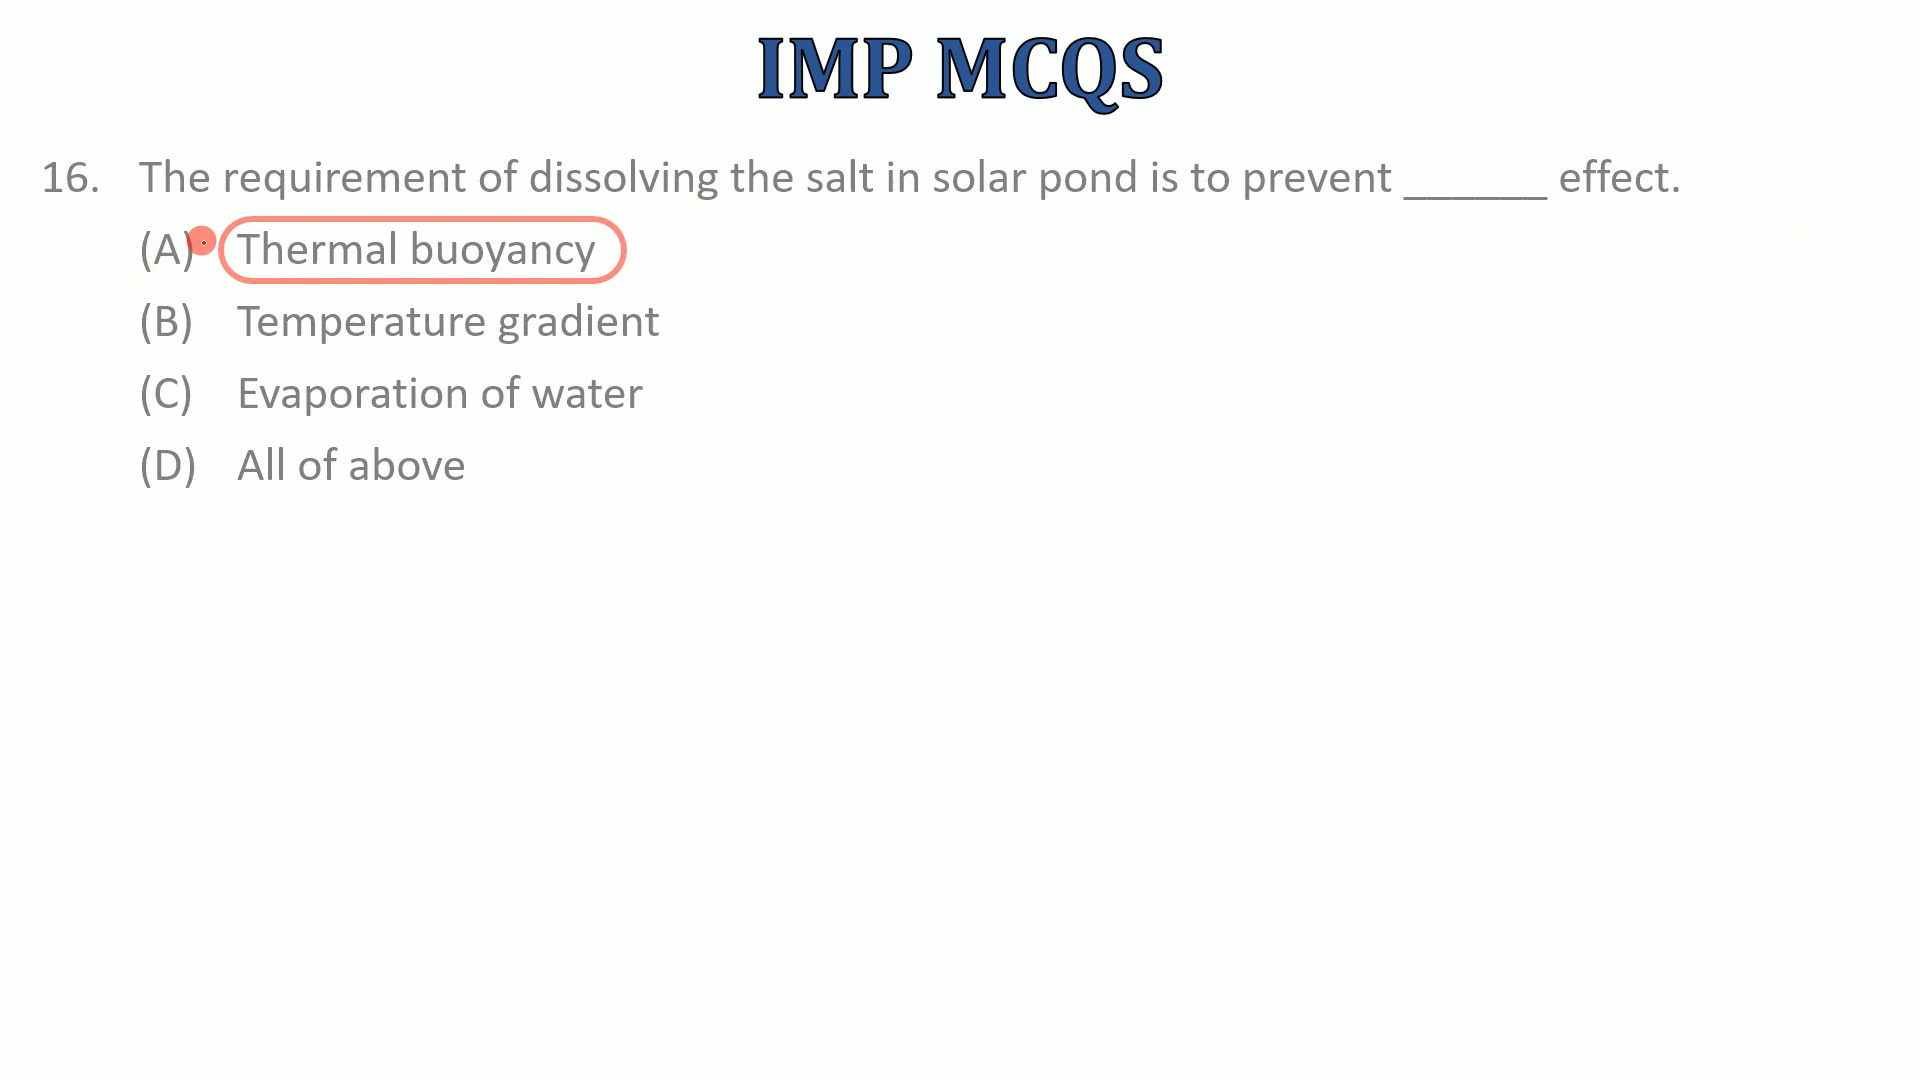 IMP MCQS
16. The requirement of dissolving the salt in solar pond is to prevent ______ effect.
(A) Thermal buoyancy
(B) Temperature gradient
(C) Evaporation of water
(D) All of above